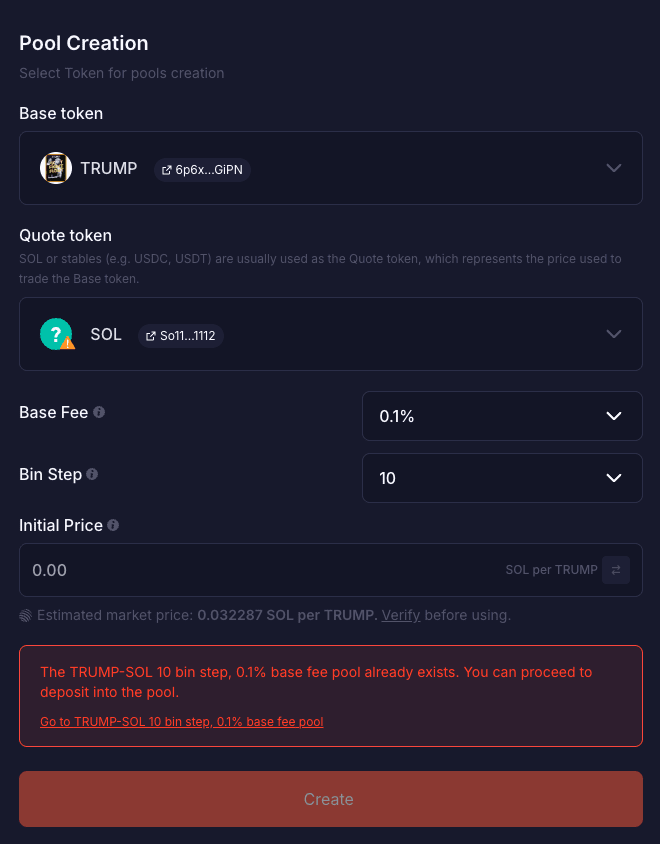 Pool Creation
Select Token for pools creation
Base token
TRUMP 6p6x...GiPN
Quote token
SOL or stables (e.g. USDC, USDT) are usually used as the Quote token, which represents the price used to
trade the Base token.
? SOL So11...1112
Base Fee 0.1%
Bin Step 10
Initial Price
0.00 SOL per TRUMP
Estimated market price: 0.032287 SOL per TRUMP. Verify before using.
The TRUMP-SOL 10 bin step, 0.1% base fee pool already exists. You can proceed to
deposit into the pool.
Go to TRUMP-SOL 10 bin step, 0.1% base fee pool
Create